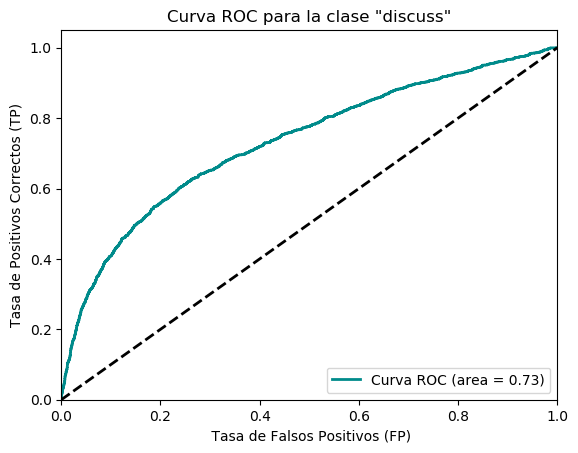 Curva ROC para la clase "discuss"
Tasa de Positivos Correctos (TP)
1.0
0.8
0.6
0.4
0.2
0.0
0.0 0.2 0.4 0.6 0.8 1.0
Curva ROC (area = 0.73)
Tasa de Falsos Positivos (FP)